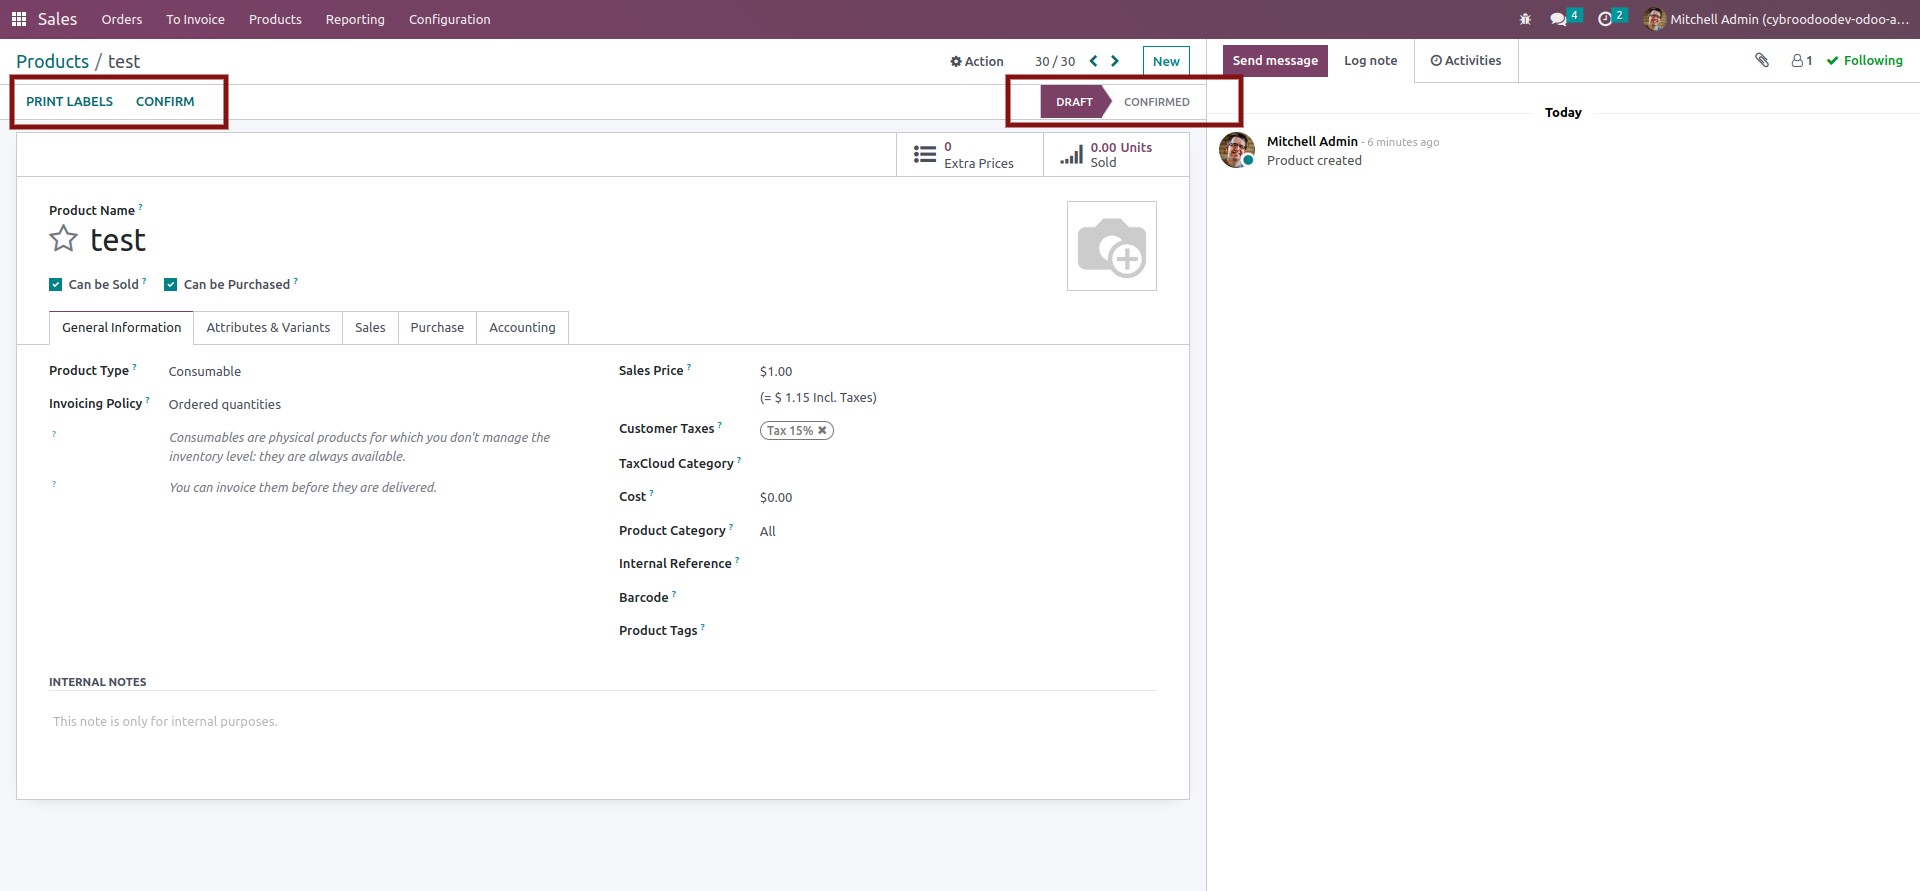 Sales Orders To Invoice Products Reporting Configuration 4 2 Mitchell Admin (cybroodoodev-odoo-a...
Products / test Action 30 / 30 New
PRINT LABELS CONFIRM DRAFT CONFIRMED
0
Extra Prices
0.00 Units
Sold
Product Name ?
test
Can be Sold ? Can be Purchased ?
General Information Attributes & Variants Sales Purchase Accounting
Product Type ? Consumable
Invoicing Policy ? Ordered quantities
? Consumables are physical products for which you don't manage the
inventory level: they are always available.
? You can invoice them before they are delivered.
Sales Price ? $1.00
(= $ 1.15 Incl. Taxes)
Customer Taxes ? Tax 15% ✖
TaxCloud Category ?
Cost ? $0.00
Product Category ? All
Internal Reference ?
Barcode ?
Product Tags ?
INTERNAL NOTES
This note is only for internal purposes.
Send message Log note Activities 1 Following
Today
Mitchell Admin - 6 minutes ago
Product created